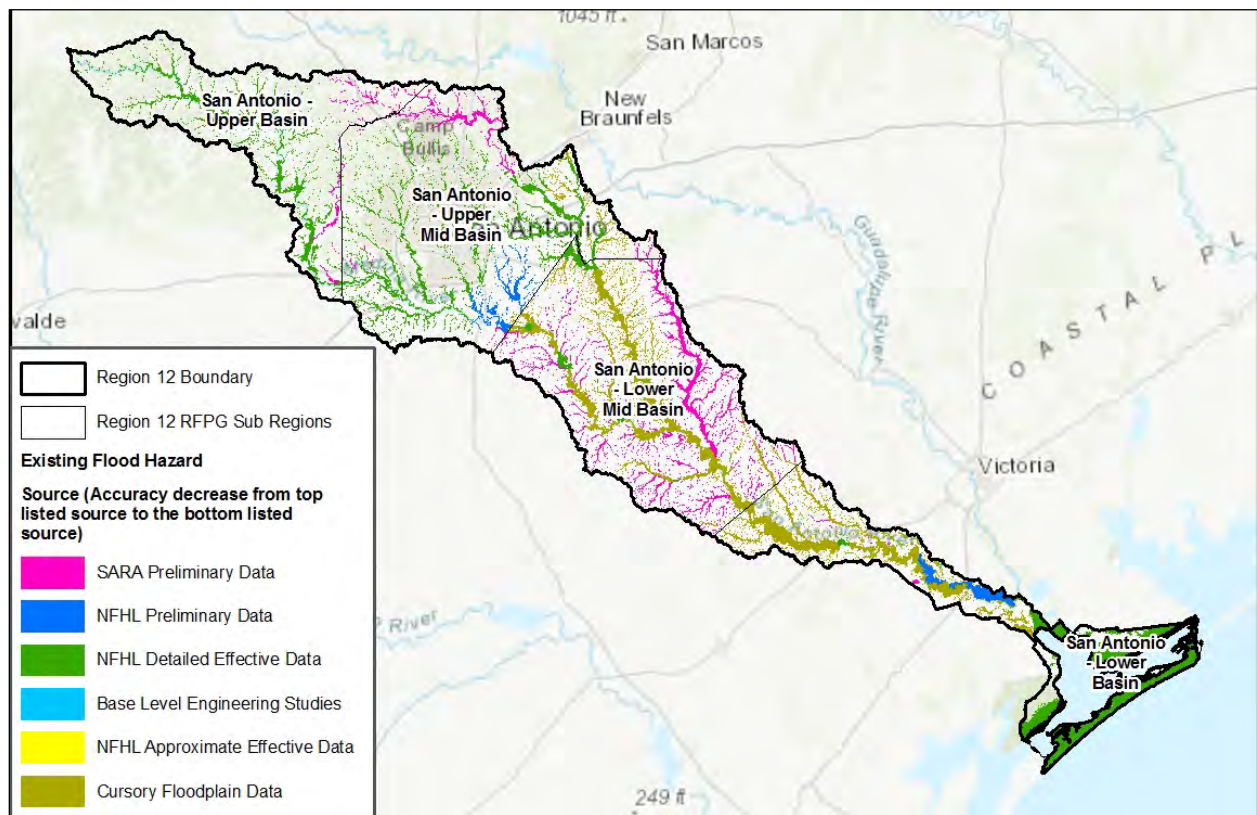 1045 ft
San Marcos
New
Braunfels
San Antonio -
Upper Basin
Camp
Bullis
San Antonio
- Upper
Mid Basin
Antonio
Guadalupe River
COASTAL PL
valde
San Antonio
- Lower
Mid Basin
Victoria
River
San Antonio
- Lower
Basin
249 ft
Region 12 Boundary
Region 12 RFPG Sub Regions
Existing Flood Hazard
Source (Accuracy decrease from top
listed source to the bottom listed
source)
SARA Preliminary Data
NFHL Preliminary Data
NFHL Detailed Effective Data
Base Level Engineering Studies
NFHL Approximate Effective Data
Cursory Floodplain Data